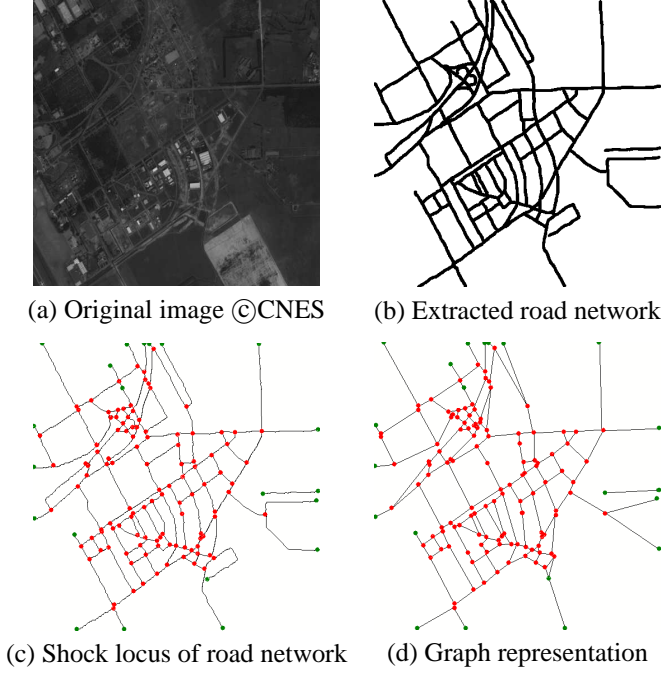 (a) Original image ©CNES
(b) Extracted road network
(c) Shock locus of road network
(d) Graph representation